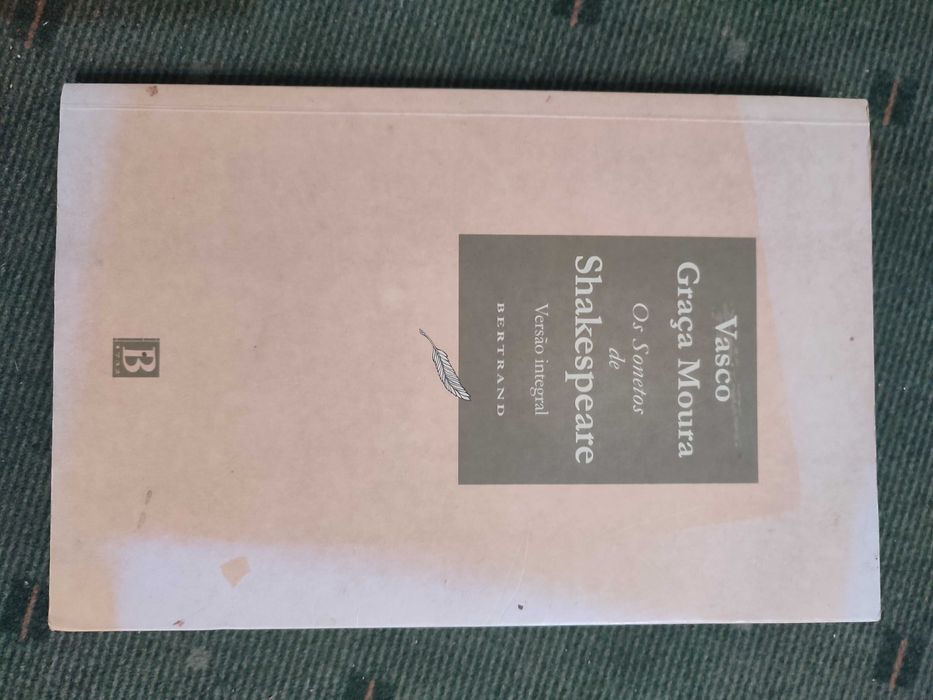 Vasco
Graça Moura
Os Sonetos
de
Shakespeare
Versão integral
BERTRAND
B